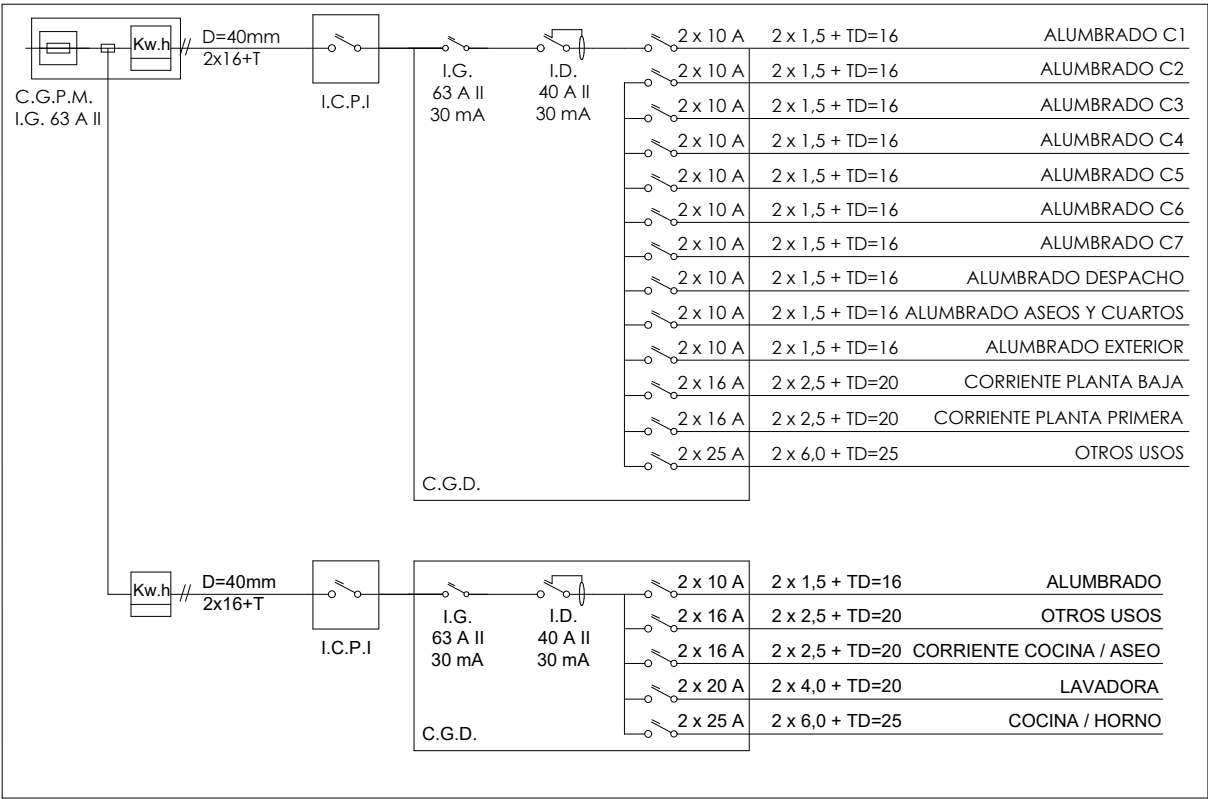 Kw.h
D=40mm
2x16+T
C.G.P.M.
I.G. 63 A II
I.C.P.I
I.G.
63 A II
30 mA
I.D.
40 A II
30 mA
2 x 10 A 2 x 1,5 + TD=16 ALUMBRADO C1
2 x 10 A 2 x 1,5 + TD=16 ALUMBRADO C2
2 x 10 A 2 x 1,5 + TD=16 ALUMBRADO C3
2 x 10 A 2 x 1,5 + TD=16 ALUMBRADO C4
2 x 10 A 2 x 1,5 + TD=16 ALUMBRADO C5
2 x 10 A 2 x 1,5 + TD=16 ALUMBRADO C6
2 x 10 A 2 x 1,5 + TD=16 ALUMBRADO C7
2 x 10 A 2 x 1,5 + TD=16 ALUMBRADO DESPACHO
2 x 10 A 2 x 1,5 + TD=16 ALUMBRADO ASEOS Y CUARTOS
2 x 10 A 2 x 1,5 + TD=16 ALUMBRADO EXTERIOR
2 x 16 A 2 x 2,5 + TD=20 CORRIENTE PLANTA BAJA
2 x 16 A 2 x 2,5 + TD=20 CORRIENTE PLANTA PRIMERA
2 x 25 A 2 x 6,0 + TD=25 OTROS USOS
C.G.D.
Kw.h
D=40mm
2x16+T
I.C.P.I
I.G.
63 A II
30 mA
I.D.
40 A II
30 mA
2 x 10 A 2 x 1,5 + TD=16 ALUMBRADO
2 x 16 A 2 x 2,5 + TD=20 OTROS USOS
2 x 16 A 2 x 2,5 + TD=20 CORRIENTE COCINA / ASEO
2 x 20 A 2 x 4,0 + TD=20 LAVADORA
2 x 25 A 2 x 6,0 + TD=25 COCINA / HORNO
C.G.D.